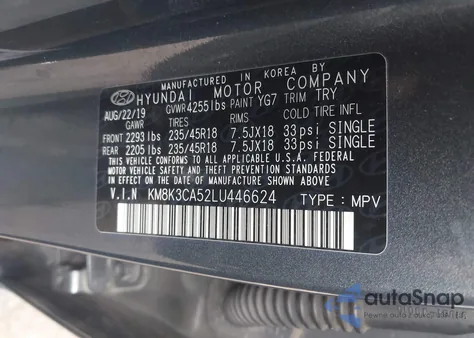 MANUFACTURED IN KOREA BY
HYUNDAI MOTOR COMPANY
AUG/22/19 GVWR 4255lbs PAINT YG7 TRIM TRY
GAWR TIRES RIMS COLD TIRE INFL
FRONT 2293 lbs 235/45R18 7.5JX18 33psi SINGLE
REAR 2205 lbs 235/45R18 7.5JX18 33psi SINGLE
THIS VEHICLE CONFORMS TO ALL APPLICABLE U.S.A. FEDERAL
MOTOR VEHICLE SAFETY, BUMPER, AND THEFT PREVENTION
STANDARDS IN EFFECT ON THE
DATE OF MANUFACTURE SHOWN ABOVE.
V.I.N KM8K3CA52LU446624 TYPE : MPV
autoSnap